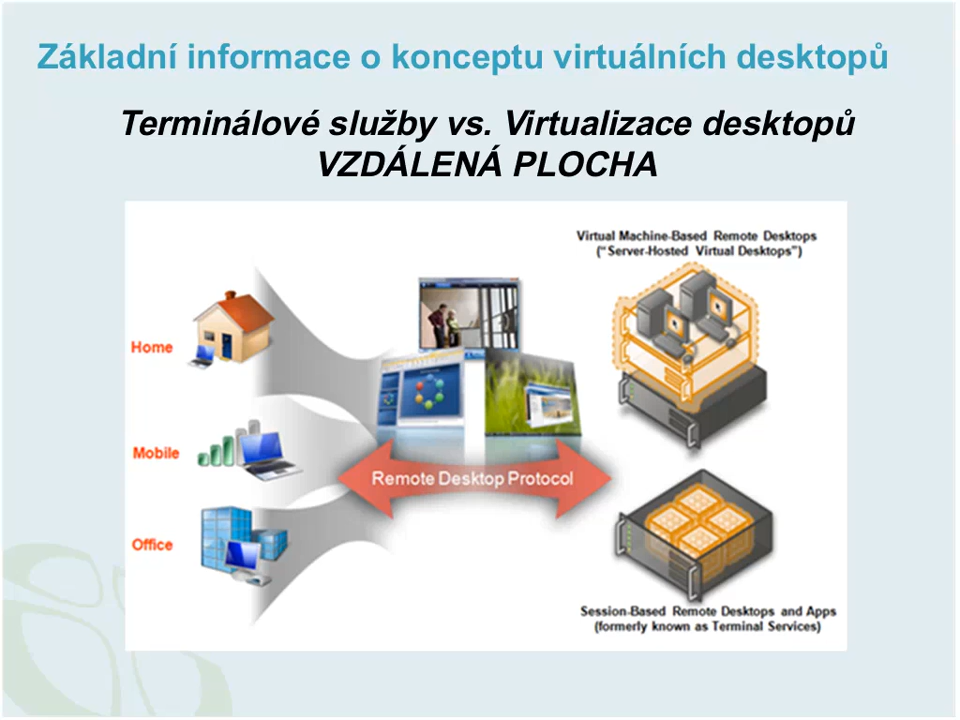 Základní informace o konceptu virtuálních desktopů
Terminálové služby vs. Virtualizace desktopů
VZDÁLENÁ PLOCHA
Virtual Machine-Based Remote Desktops
("Server-Hosted Virtual Desktops")
Home
Mobile
Remote Desktop Protocol
Office
Session-Based Remote Desktops and Apps
(formerly known as Terminal Services)